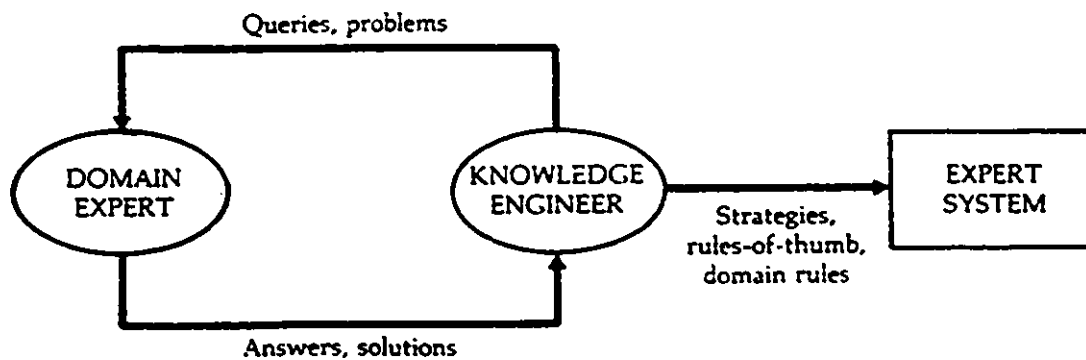 Queries, problems
DOMAIN
EXPERT
KNOWLEDGE
ENGINEER
EXPERT
SYSTEM
Strategies,
rules-of-thumb,
domain rules
Answers, solutions